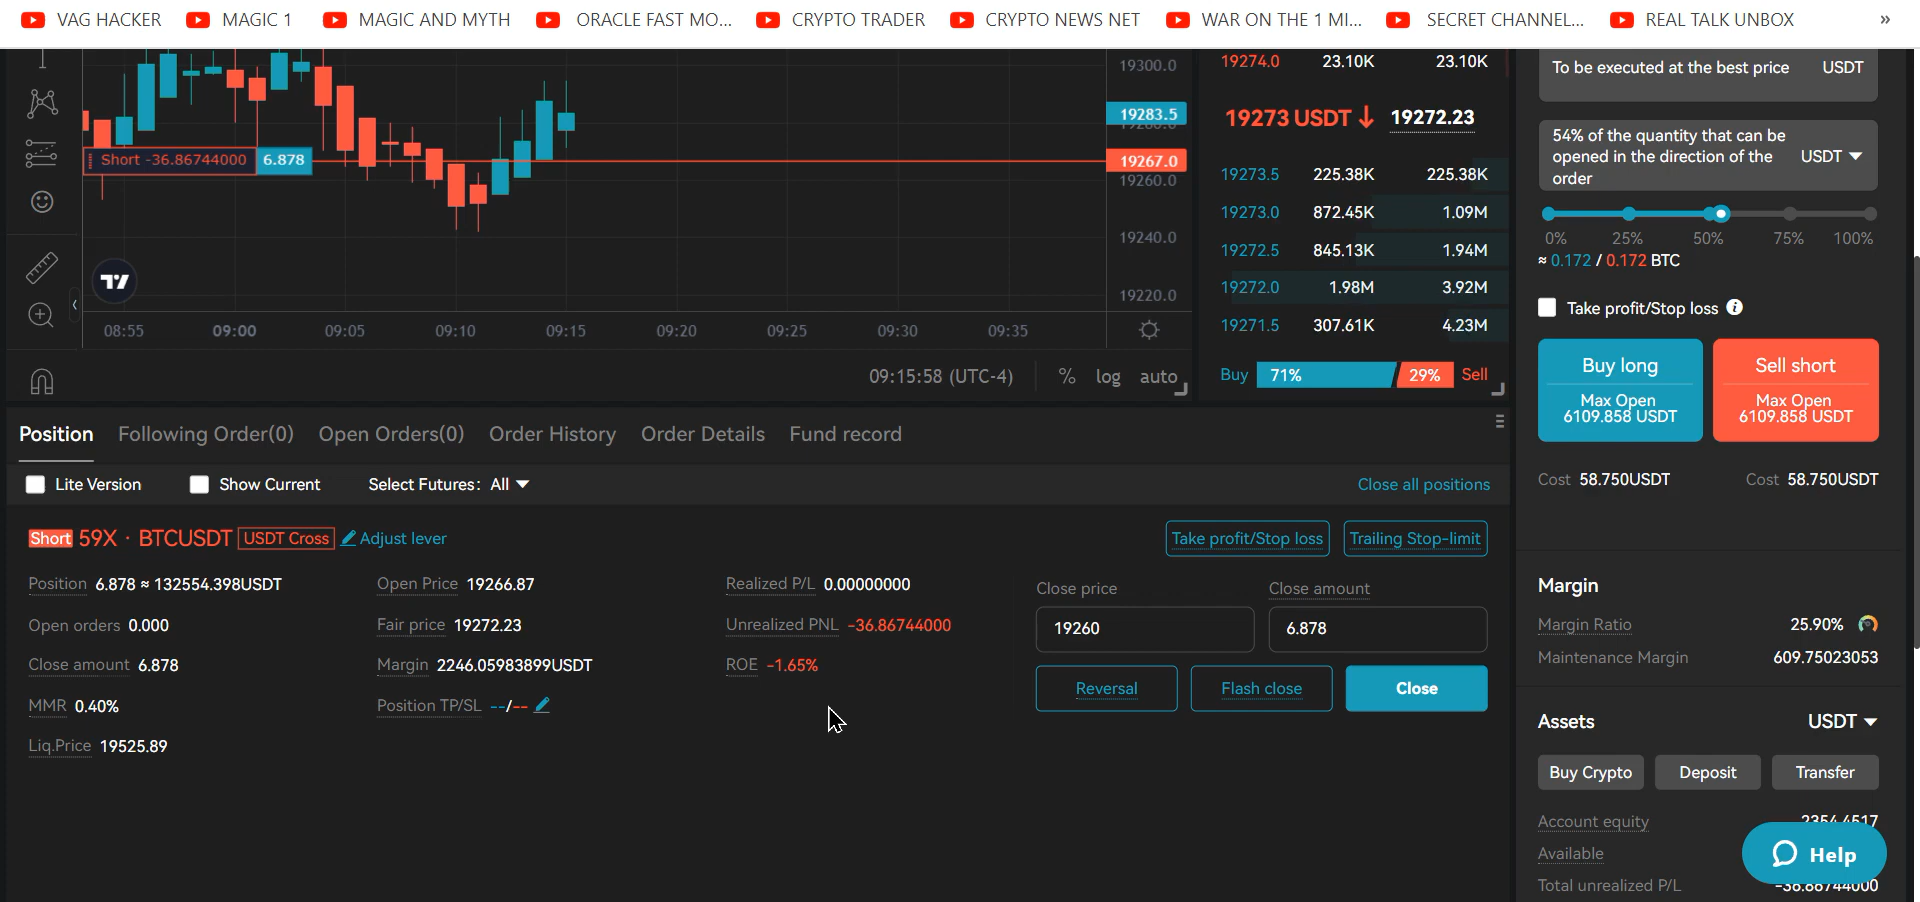 VAG HACKER MAGIC 1 MAGIC AND MYTH ORACLE FAST MO... CRYPTO TRADER CRYPTO NEWS NET WAR ON THE 1 MI... SECRET CHANNEL... REAL TALK UNBOX »
19300.0
19283.5
19267.0
19260.0
19240.0
19220.0
Short -36.86744000 6.878
08:55 09:00 09:05 09:10 09:15 09:20 09:25 09:30 09:35
09:15:58 (UTC-4) % log auto
19274.0 23.10K 23.10K
19273 USDT ↓ 19272.23
19273.5 225.38K 225.38K
19273.0 872.45K 1.09M
19272.5 845.13K 1.94M
19272.0 1.98M 3.92M
19271.5 307.61K 4.23M
Buy 71% 29% Sell
To be executed at the best price USDT
54% of the quantity that can be
opened in the direction of the
order
USDT
0% 25% 50% 75% 100%
≈ 0.172 / 0.172 BTC
Take profit/Stop loss i
Buy long
Max Open
6109.858 USDT
Sell short
Max Open
6109.858 USDT
Cost 58.750USDT Cost 58.750USDT
Position Following Order(0) Open Orders(0) Order History Order Details Fund record
Lite Version Show Current Select Futures: All Close all positions
Short 59X · BTCUSDT USDT Cross Adjust lever Take profit/Stop loss Trailing Stop-limit
Position 6.878 ≈ 132554.398USDT Open Price 19266.87 Realized P/L 0.00000000
Open orders 0.000 Fair price 19272.23 Unrealized PNL -36.86744000
Close amount 6.878 Margin 2246.05983899USDT ROE -1.65%
MMR 0.40% Position TP/SL --/--
Liq.Price 19525.89
Close price Close amount
19260 6.878
Reversal Flash close Close
Margin
Margin Ratio 25.90%
Maintenance Margin 609.75023053
Assets USDT
Buy Crypto Deposit Transfer
Account equity 2354.4517
Available
Total unrealized P/L -36.86744000
Help